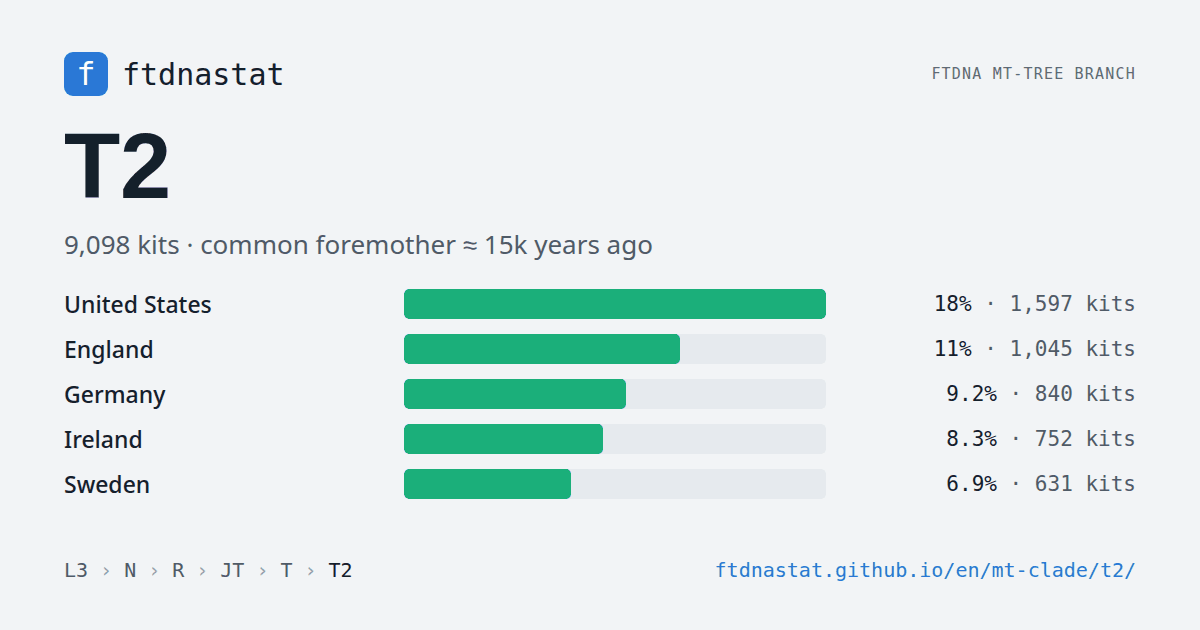 f ftdnastat
FTDNA MT-TREE BRANCH
T2
9,098 kits · common foremother ≈ 15k years ago
United States 18% · 1,597 kits
England 11% · 1,045 kits
Germany 9.2% · 840 kits
Ireland 8.3% · 752 kits
Sweden 6.9% · 631 kits
L3 › N › R › JT › T › T2
ftdnastat.github.io/en/mt-clade/t2/